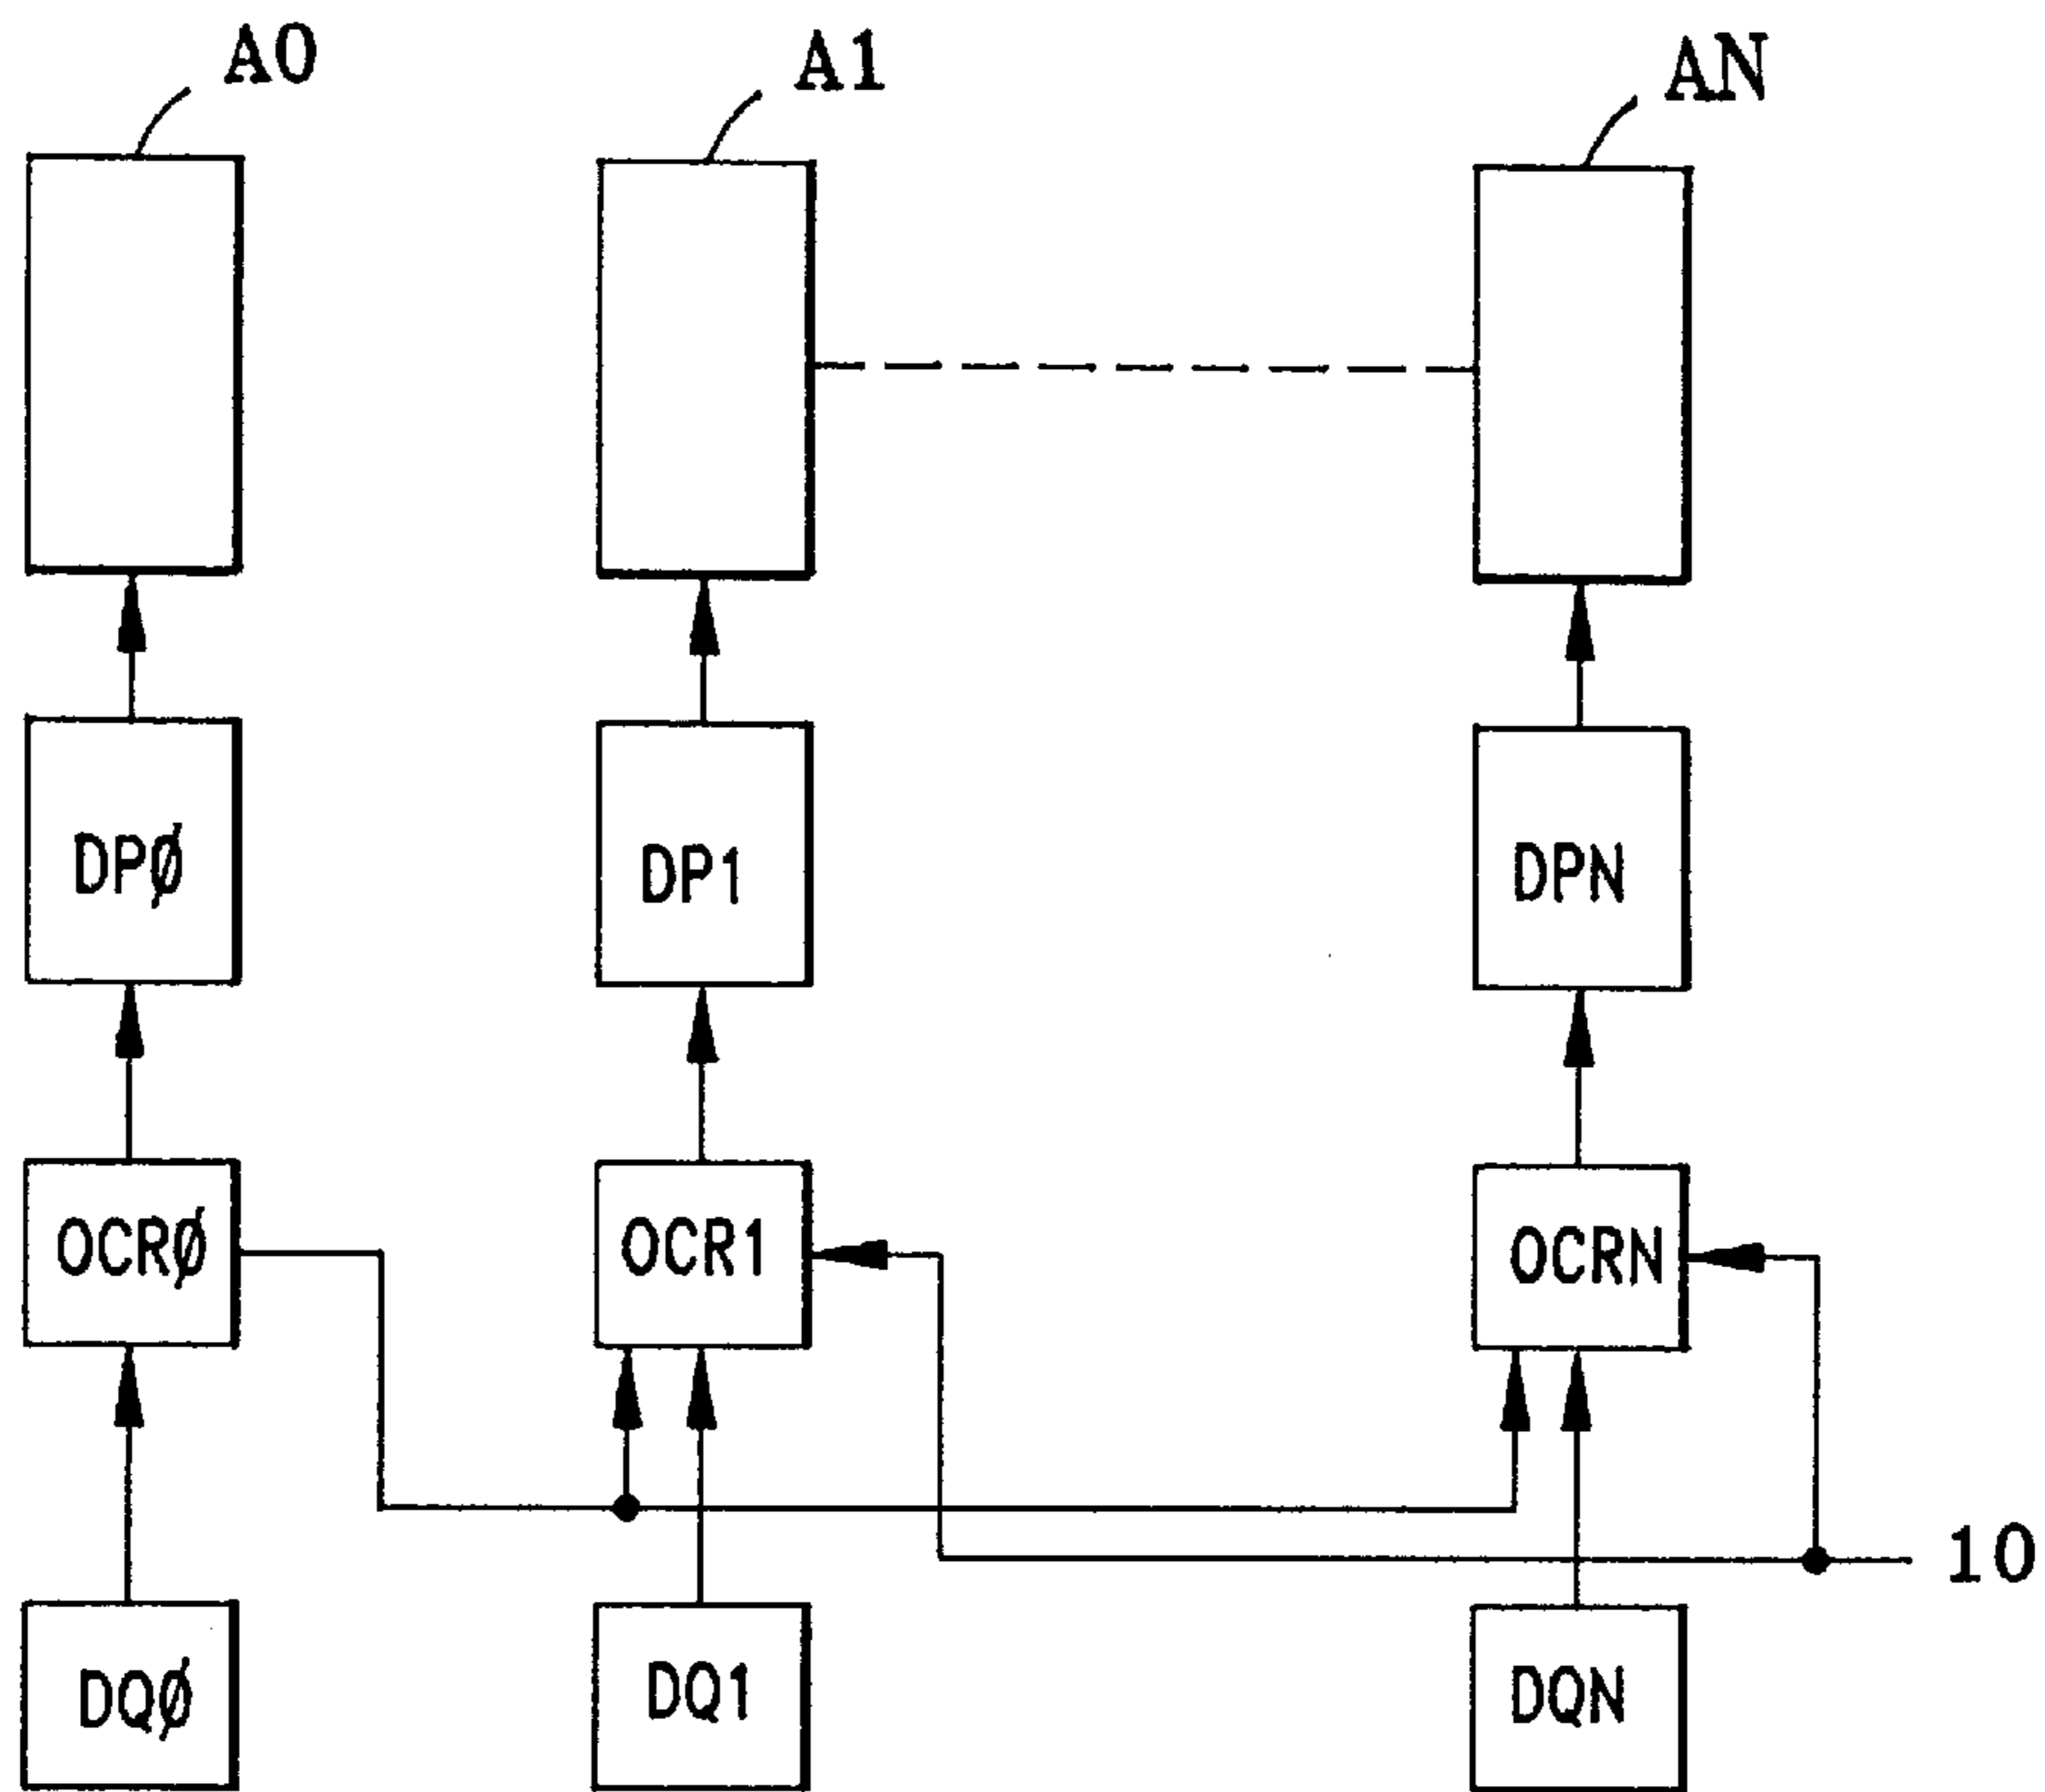 A0 A1 AN
DPØ DP1 DPN
OCRØ OCR1 OCRN
10
DQØ DQ1 DQN